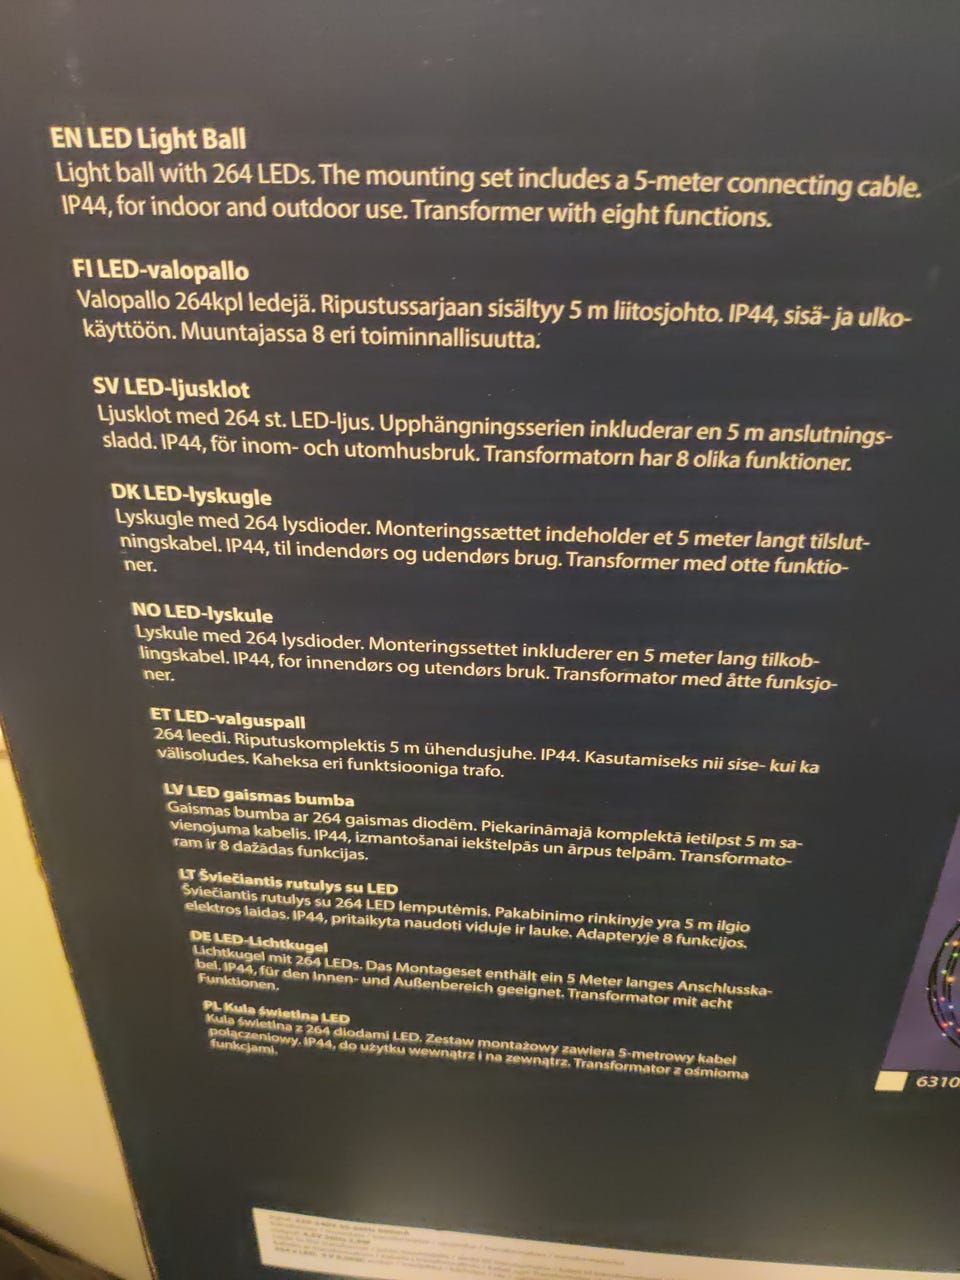 EN LED Light Ball
Light ball with 264 LEDs. The mounting set includes a 5-meter connecting cable.
IP44, for indoor and outdoor use. Transformer with eight functions.
FI LED-valopallo
Valopallo 264kpl ledejä. Ripustussarjaan sisältyy 5 m liitosjohto. IP44, sisä- ja ulko-
käyttöön. Muuntajassa 8 eri toiminnallisuutta.
SV LED-ljusklot
Ljusklot med 264 st. LED-ljus. Upphängningsserien inkluderar en 5 m anslutnings-
sladd. IP44, för inom- och utomhusbruk. Transformatorn har 8 olika funktioner.
DK LED-lyskugle
Lyskugle med 264 lysdioder. Monteringssættet indeholder et 5 meter langt tilslut-
ningskabel. IP44, til indendørs og udendørs brug. Transformer med otte funktio-
ner.
NO LED-lyskule
Lyskule med 264 lysdioder. Monteringssettet inkluderer en 5 meter lang tilkob-
lingskabel. IP44, for innendørs og utendørs bruk. Transformator med åtte funksjo-
ner.
ET LED-valguspall
264 leedi. Riputuskomplektis 5 m ühendusjuhe. IP44. Kasutamiseks nii sise- kui ka
välisoludes. Kaheksa eri funktsiooniga trafo.
LV LED gaismas bumba
Gaismas bumba ar 264 gaismas diodēm. Piekarināmajā komplektā ietilpst 5 m sa-
vienojuma kabelis. IP44, izmantošanai iekštelpās un ārpus telpām. Transformato-
ram ir 8 dažādas funkcijas.
LT Šviečiantis rutulys su LED
Šviečiantis rutulys su 264 LED lemputėmis. Pakabinimo rinkinyje yra 5 m ilgio
elektros laidas. IP44, pritaikyta naudoti viduje ir lauke. Adapteryje 8 funkcijos.
DE LED-Lichtkugel
Lichtkugel mit 264 LEDs. Das Montageset enthält ein 5 Meter langes Anschlusska-
bel. IP44, für den Innen- und Außenbereich geeignet. Transformator mit acht
Funktionen.
PL Kula świetlna LED
Kula świetlna z 264 diodami LED. Zestaw montażowy zawiera 5-metrowy kabel
połączeniowy. IP44, do użytku wewnątrz i na zewnątrz. Transformator z ośmioma
funkcjami.
6310